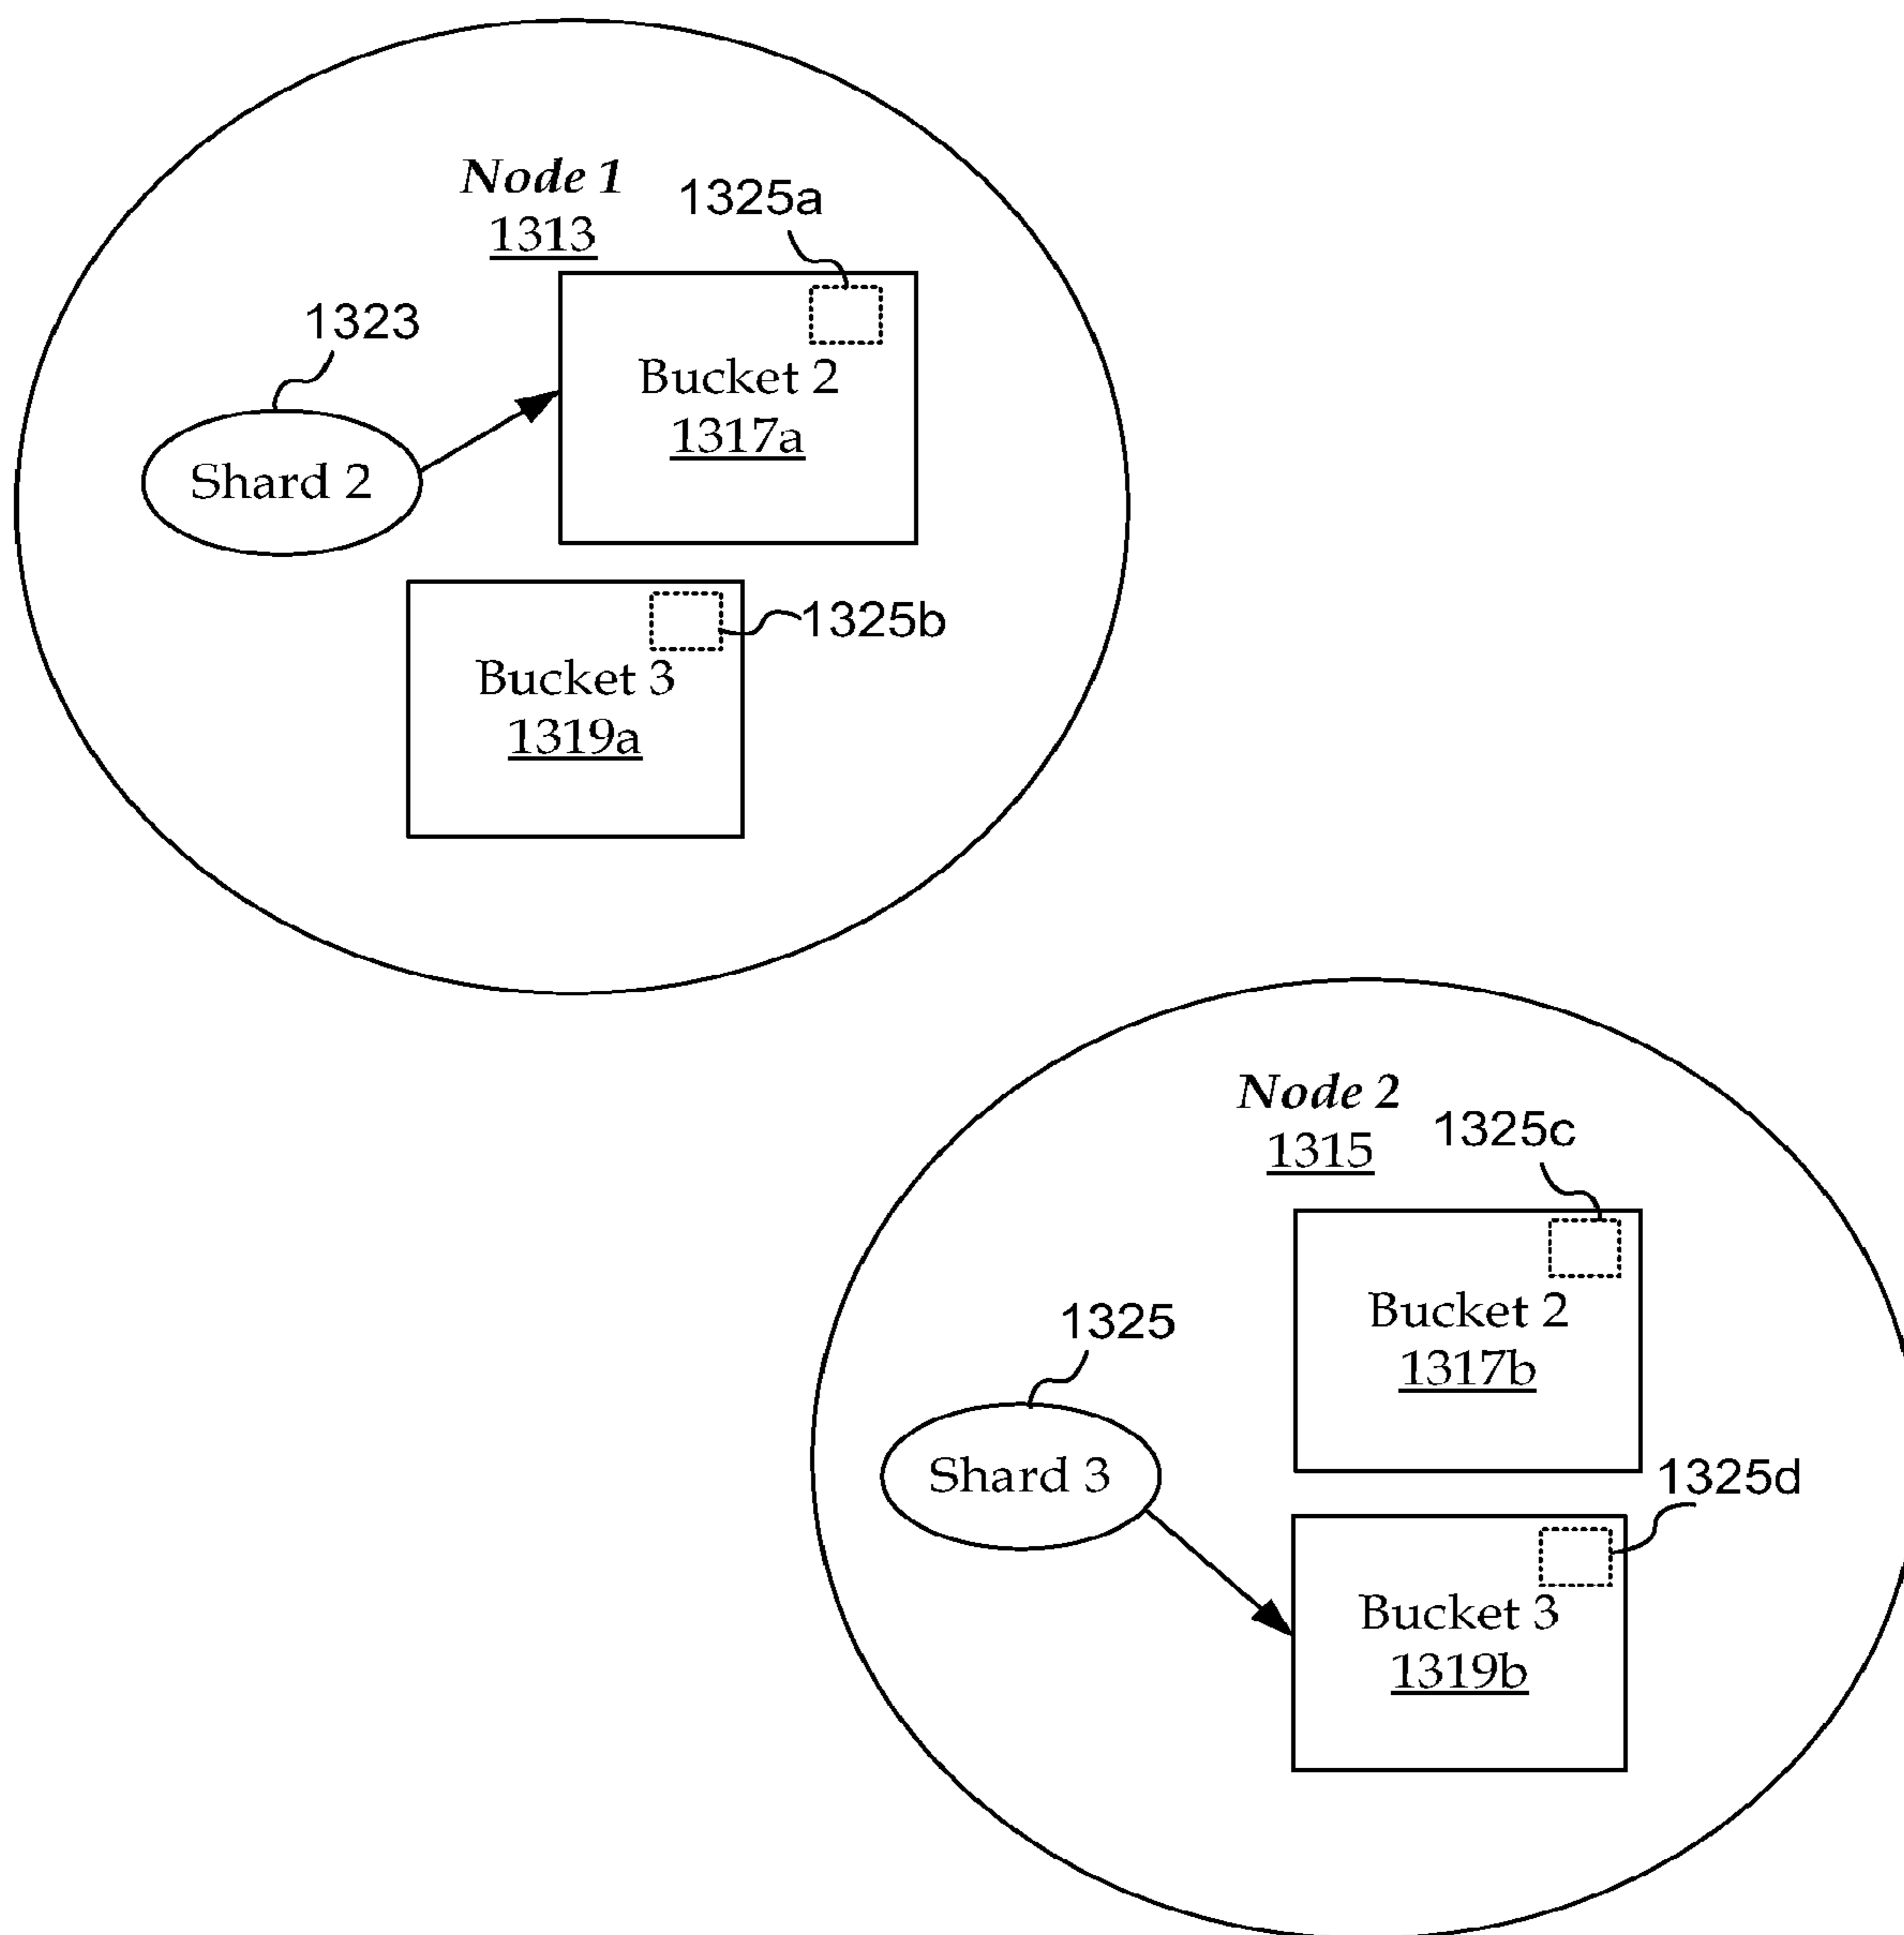 Node 1
1313
1325a
1323
Bucket 2
1317a
Shard 2
1325b
Bucket 3
1319a
Node 2
1315
1325c
1325
Bucket 2
1317b
Shard 3
1325d
Bucket 3
1319b